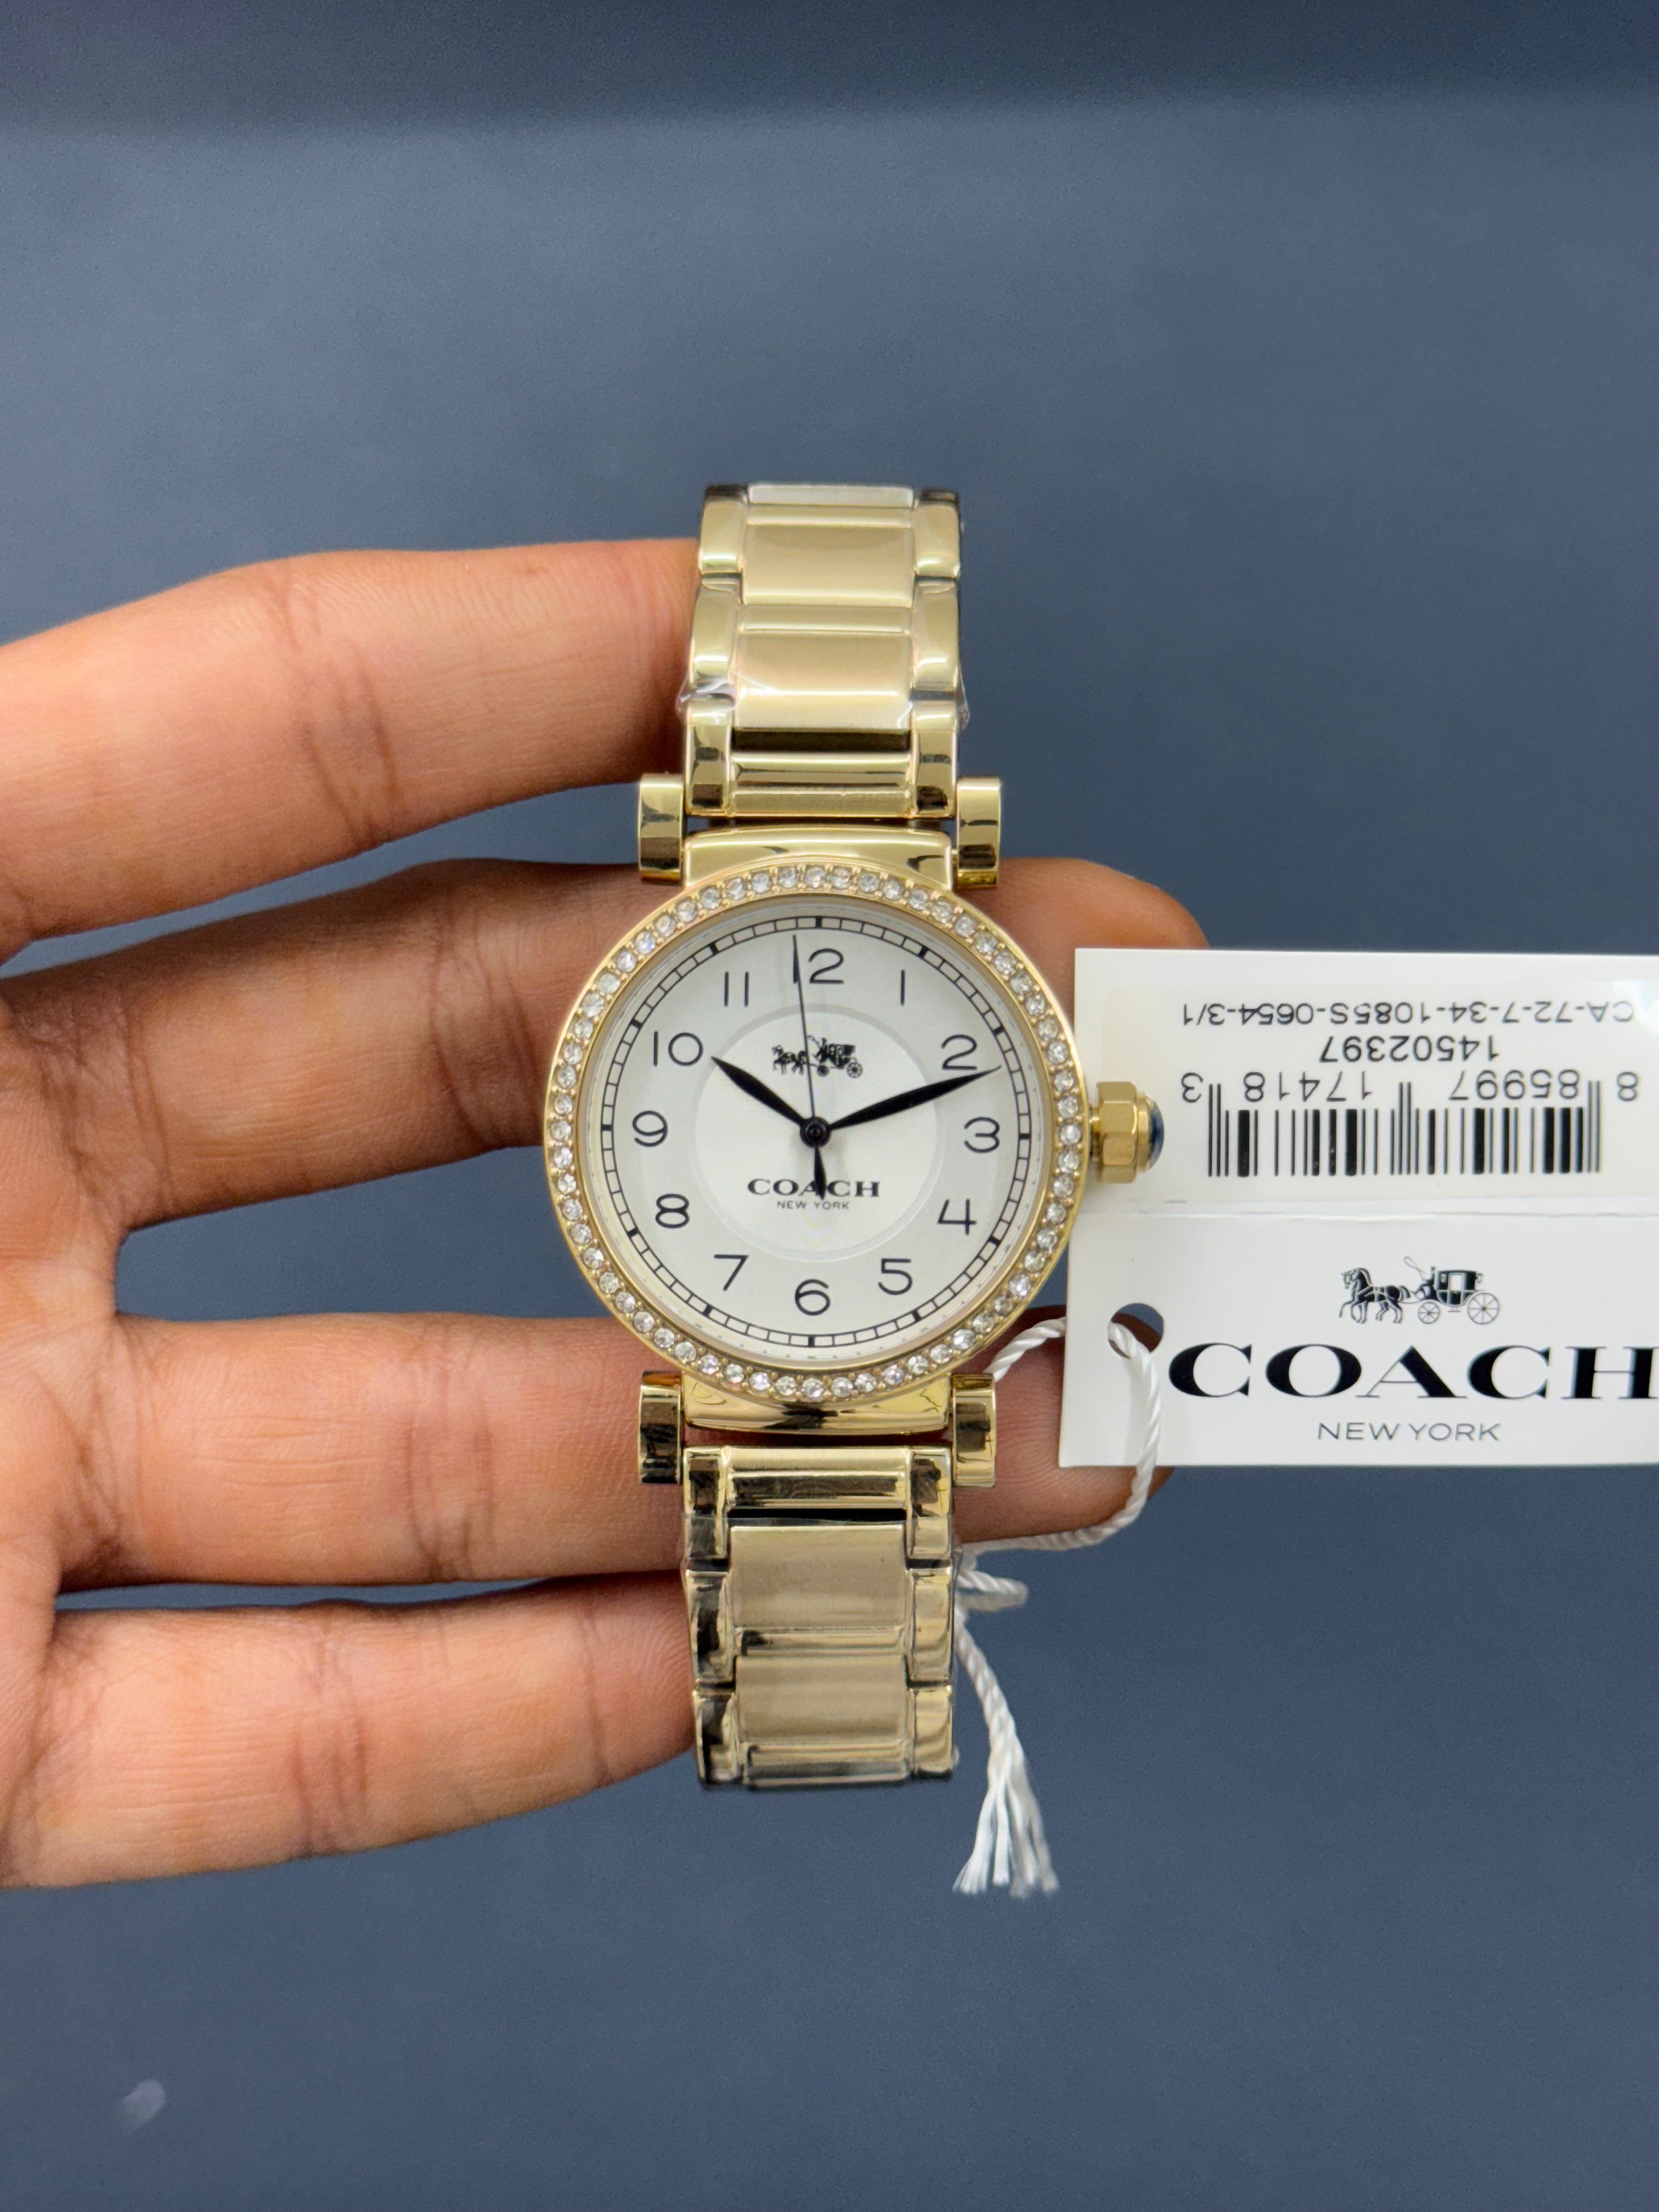 12
11
1
10
2
9
3
8
4
7
5
6
COACH
NEW YORK
CA-72-7-34-1085S-0654-3/1
14502397
8 85997 17418 3
COACH
NEW YORK